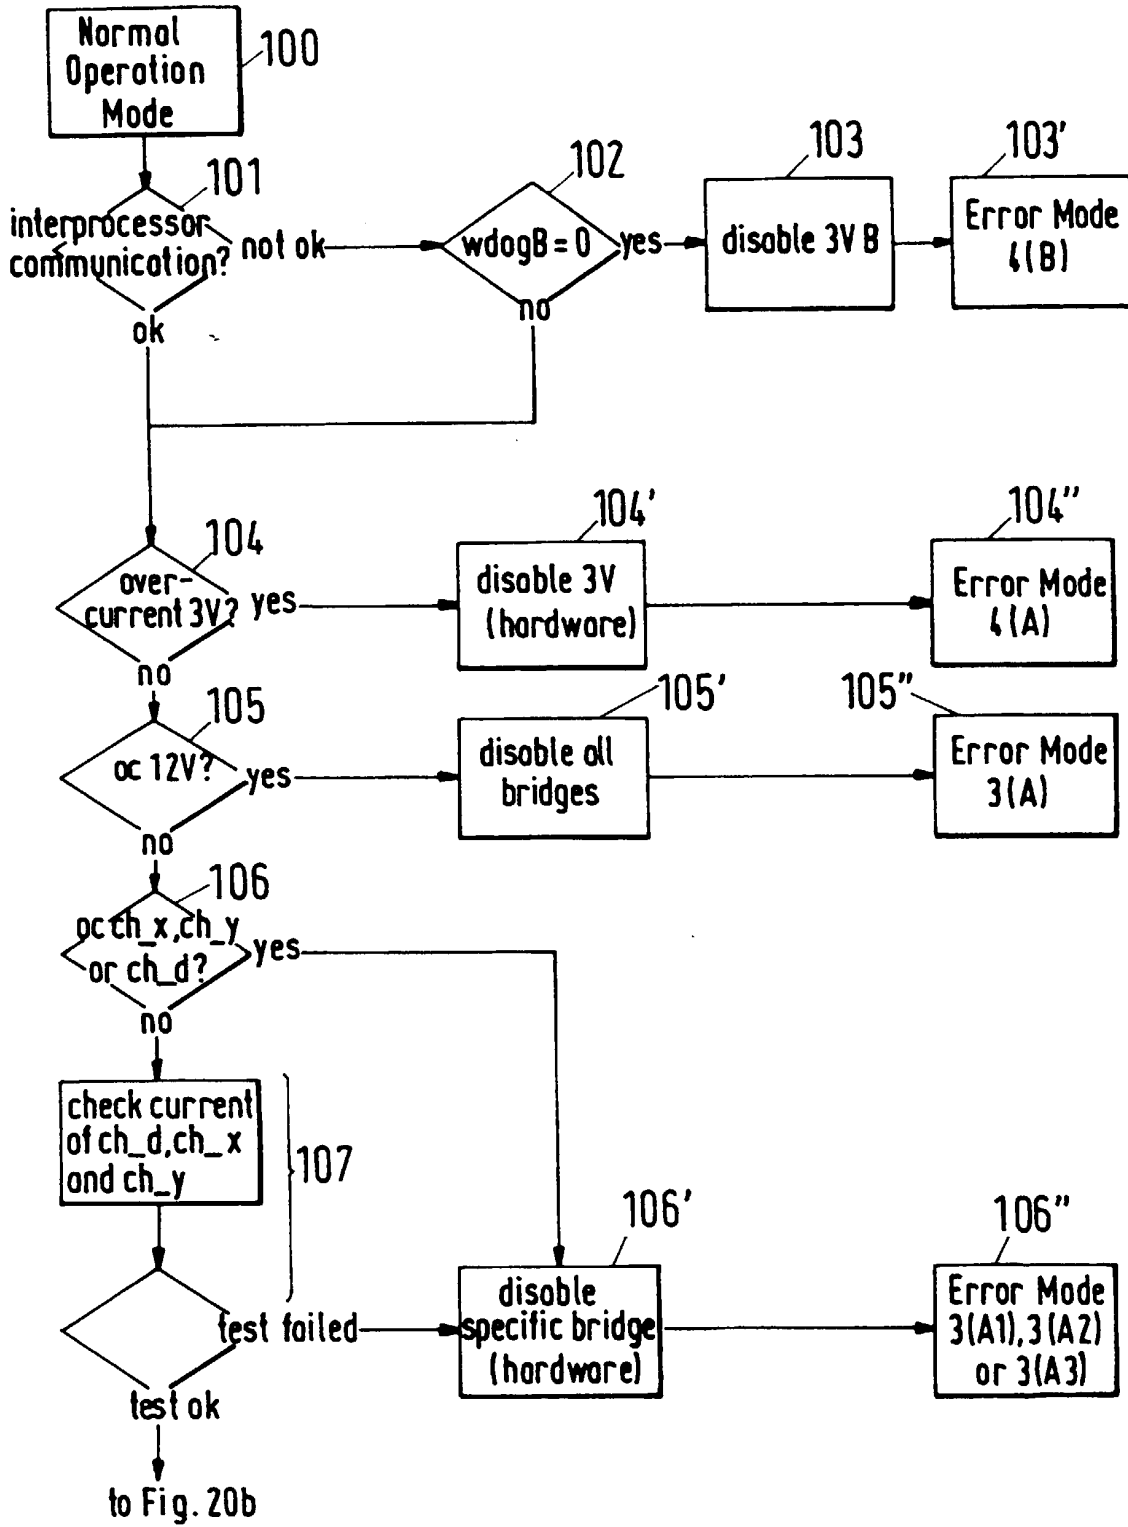 Normal
Operation
Mode
100
101
interprocessor
communication?
not ok
ok
102
wdogB = 0
yes
no
103
disable 3V B
103'
Error Mode
4(B)
104
over-
current 3V?
yes
no
104'
disable 3V
(hardware)
104"
Error Mode
4(A)
105
oc 12V?
yes
no
105'
disable all
bridges
105"
Error Mode
3(A)
106
oc ch_x,ch_y
or ch_d?
yes
no
check current
of ch_d,ch_x
and ch_y
107
test failed
test ok
106'
disable
specific bridge
(hardware)
106"
Error Mode
3(A1),3(A2)
or 3(A3)
to Fig. 20b